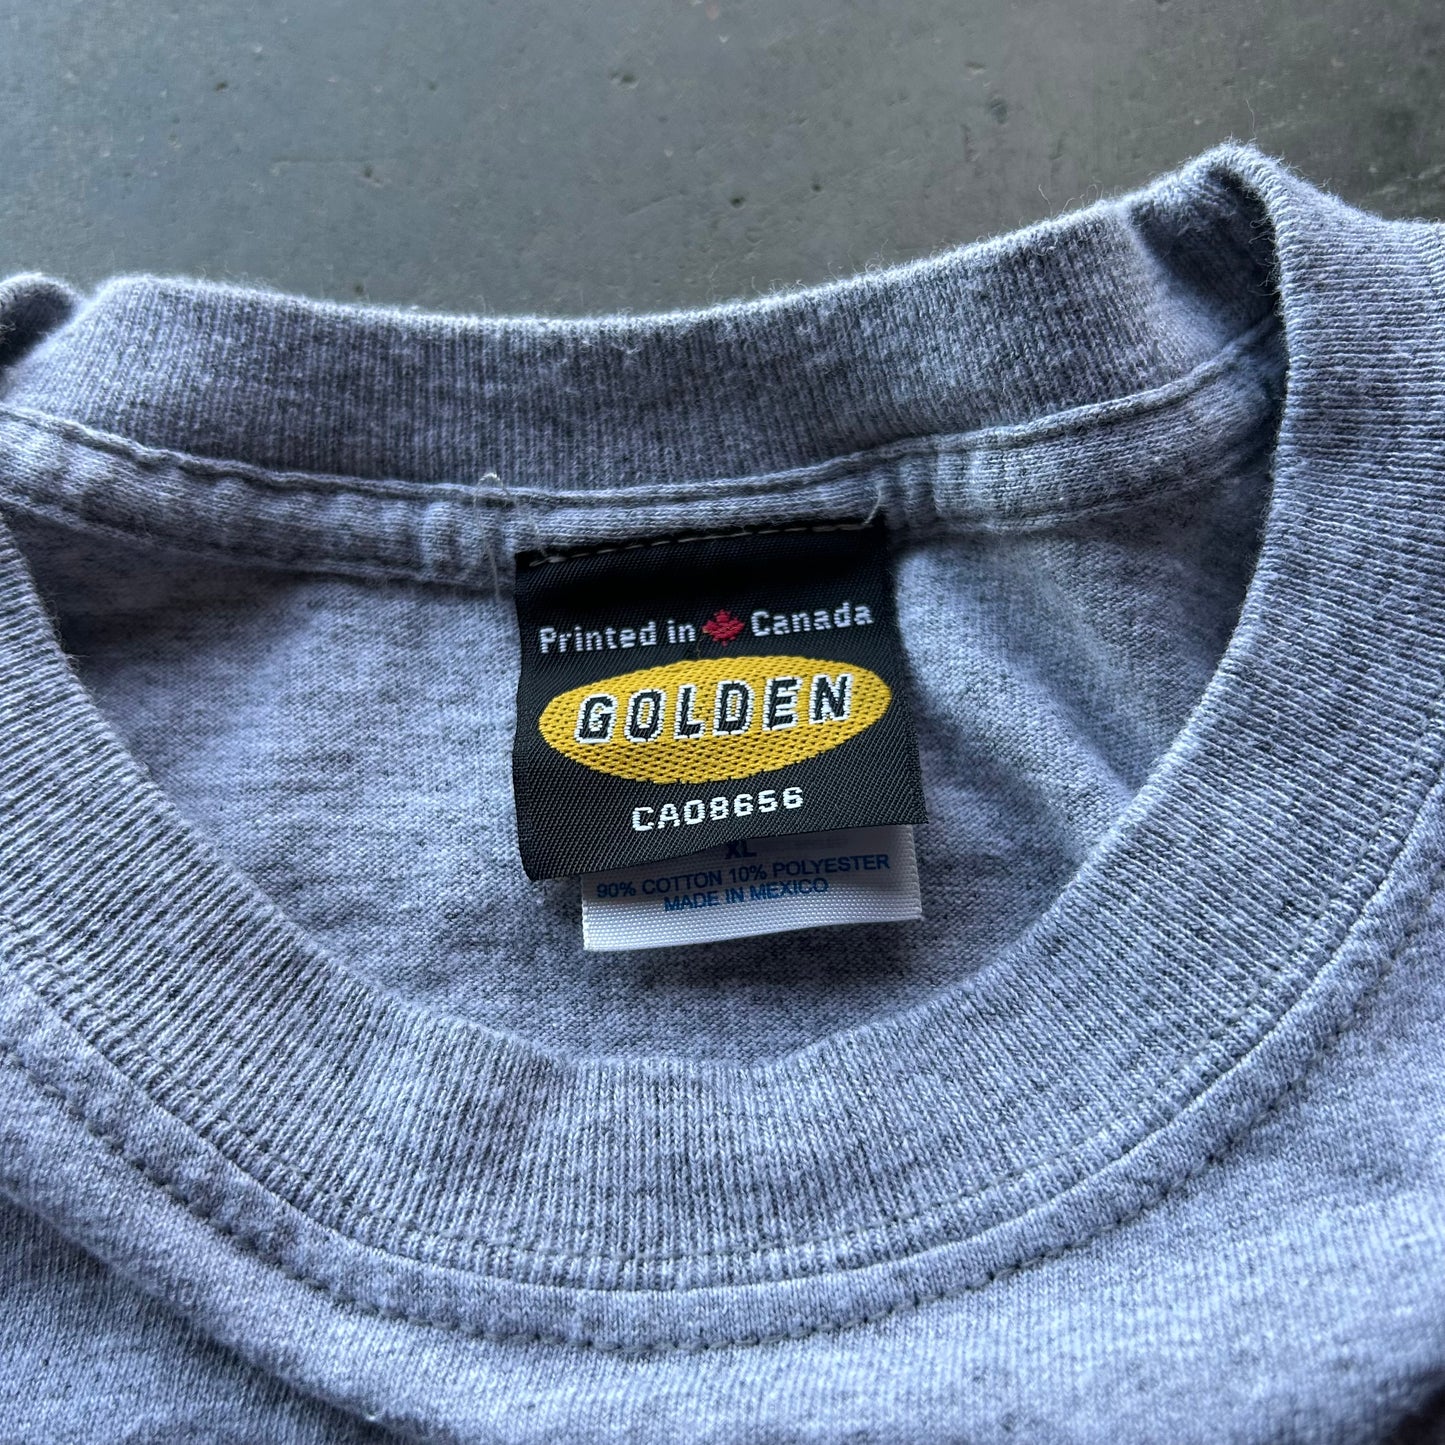 Printed in Canada
GOLDEN
CA08656
XL
90% COTTON 10% POLYESTER
MADE IN MEXICO